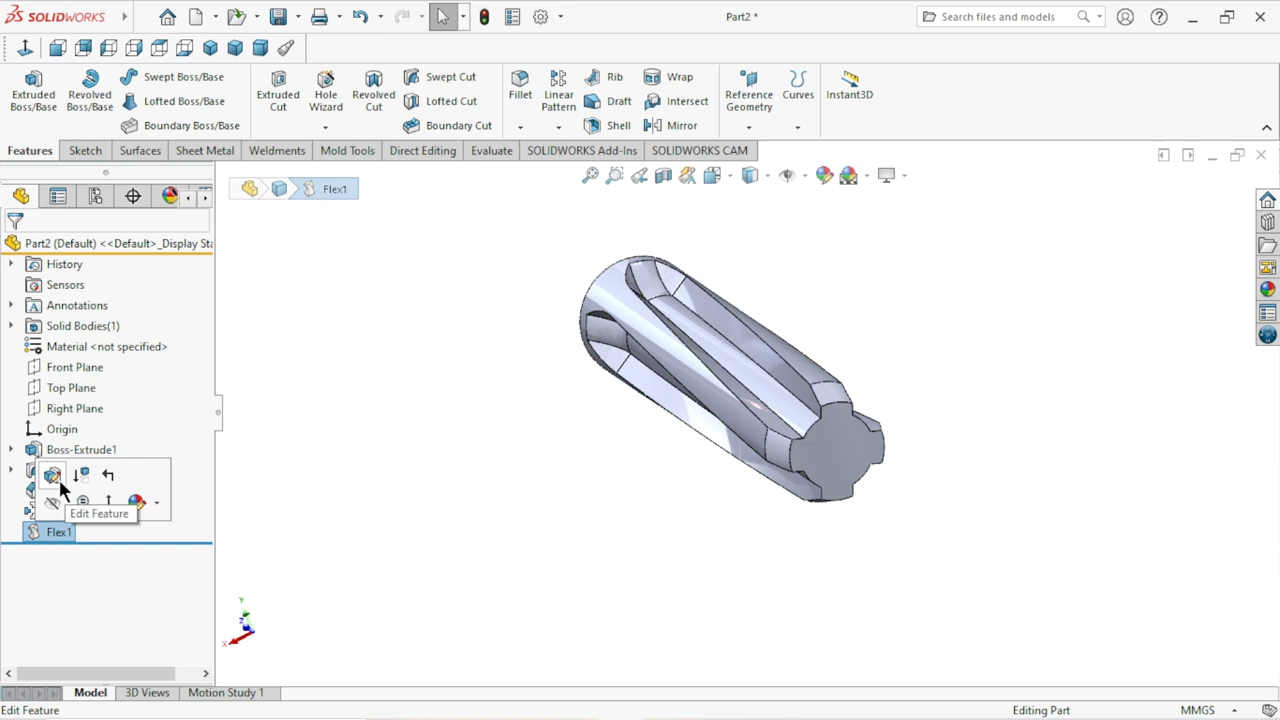 SOLIDWORKS
Part2 *
Search files and models
Extruded Boss/Base
Revolved Boss/Base
Swept Boss/Base
Lofted Boss/Base
Boundary Boss/Base
Extruded Cut
Hole Wizard
Revolved Cut
Swept Cut
Lofted Cut
Boundary Cut
Fillet
Linear Pattern
Rib
Draft
Shell
Wrap
Intersect
Mirror
Reference Geometry
Curves
Instant3D
Features
Sketch
Surfaces
Sheet Metal
Weldments
Mold Tools
Direct Editing
Evaluate
SOLIDWORKS Add-Ins
SOLIDWORKS CAM
Flex1
Part2 (Default) <<Default>_Display Sta
History
Sensors
Annotations
Solid Bodies(1)
Material <not specified>
Front Plane
Top Plane
Right Plane
Origin
Boss-Extrude1
Edit Feature
Flex1
Y
Z
X
Model
3D Views
Motion Study 1
Edit Feature
Editing Part
MMGS